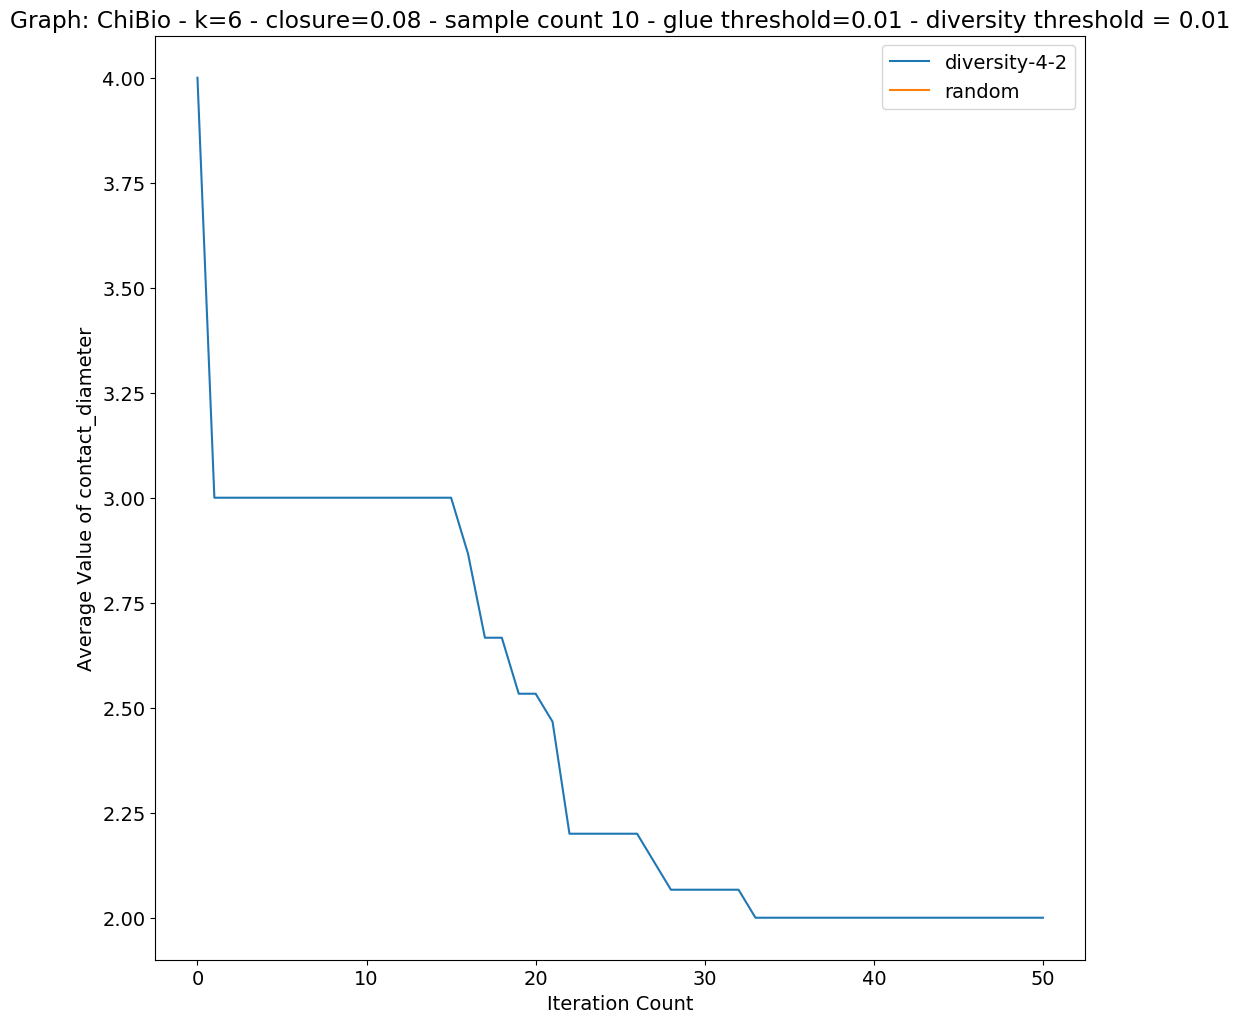 Graph: ChiBio - k=6 - closure=0.08 - sample count 10 - glue threshold=0.01 - diversity threshold = 0.01
diversity-4-2
random
4.00
3.75
3.50
3.25
3.00
2.75
2.50
2.25
2.00
Average Value of contact_diameter
0 10 20 30 40 50
Iteration Count